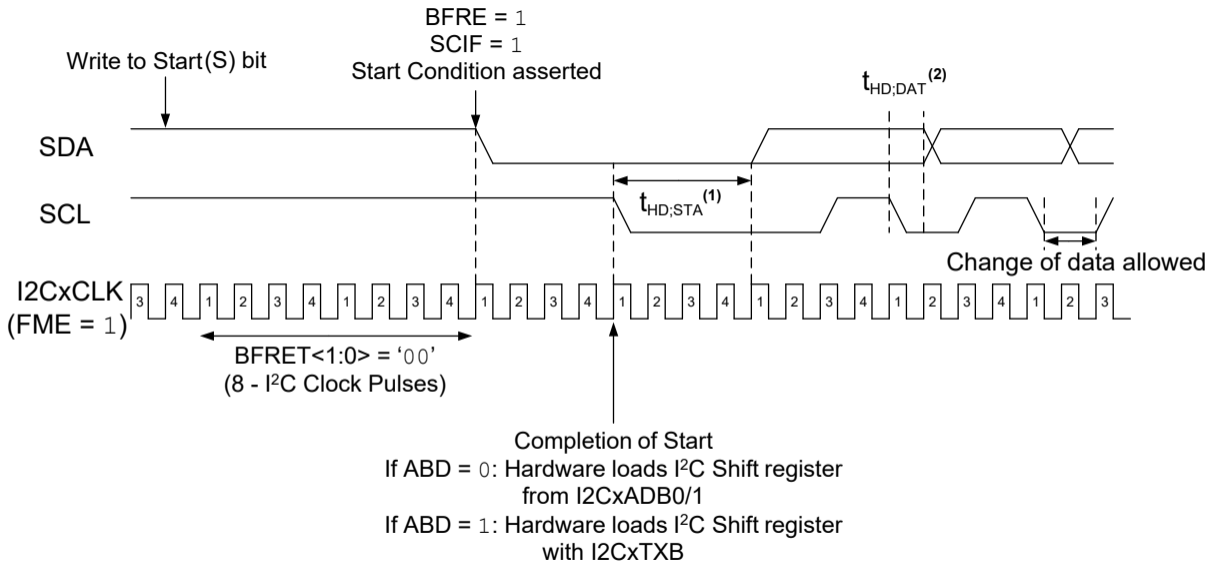 BFRE = 1
SCIF = 1
Start Condition asserted
Write to Start(S) bit
tHD;DAT(2)
SDA
tHD;STA(1)
SCL
Change of data allowed
I2CxCLK
(FME = 1)
3 4 1 2 3 4 1 2 3 4 1 2 3 4 1 2 3 4 1 2 3 4 1 2 3 4 1 2 3
BFRET<1:0> = ‘00’
(8 - I²C Clock Pulses)
Completion of Start
If ABD = 0: Hardware loads I²C Shift register
from I2CxADB0/1
If ABD = 1: Hardware loads I²C Shift register
with I2CxTXB